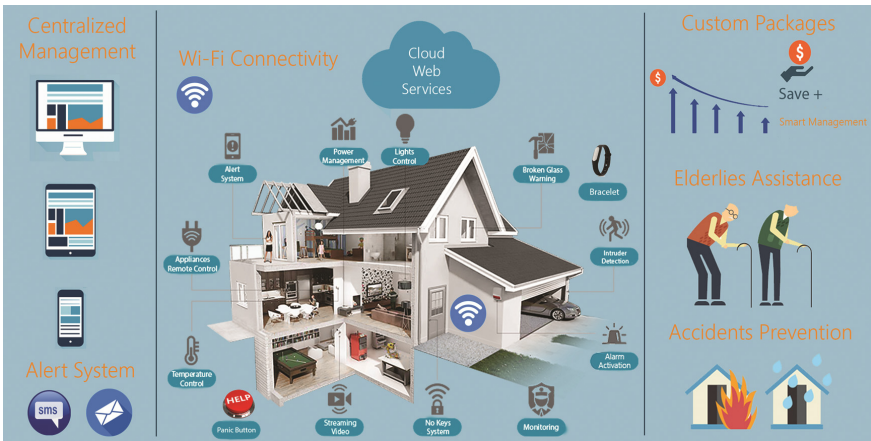 Centralized
Management
Alert System
sms
Wi-Fi Connectivity
Cloud
Web
Services
Alert
System
Power
Management
Lights
Control
Broken Glass
Warning
Bracelet
Appliances
Remote Control
Intruder
Detection
Temperature
Control
Alarm
Activation
HELP
Panic Button
Streaming
Video
No Keys
System
Monitoring
Custom Packages
$
$
Save +
Smart Management
Elderlies Assistance
Accidents Prevention